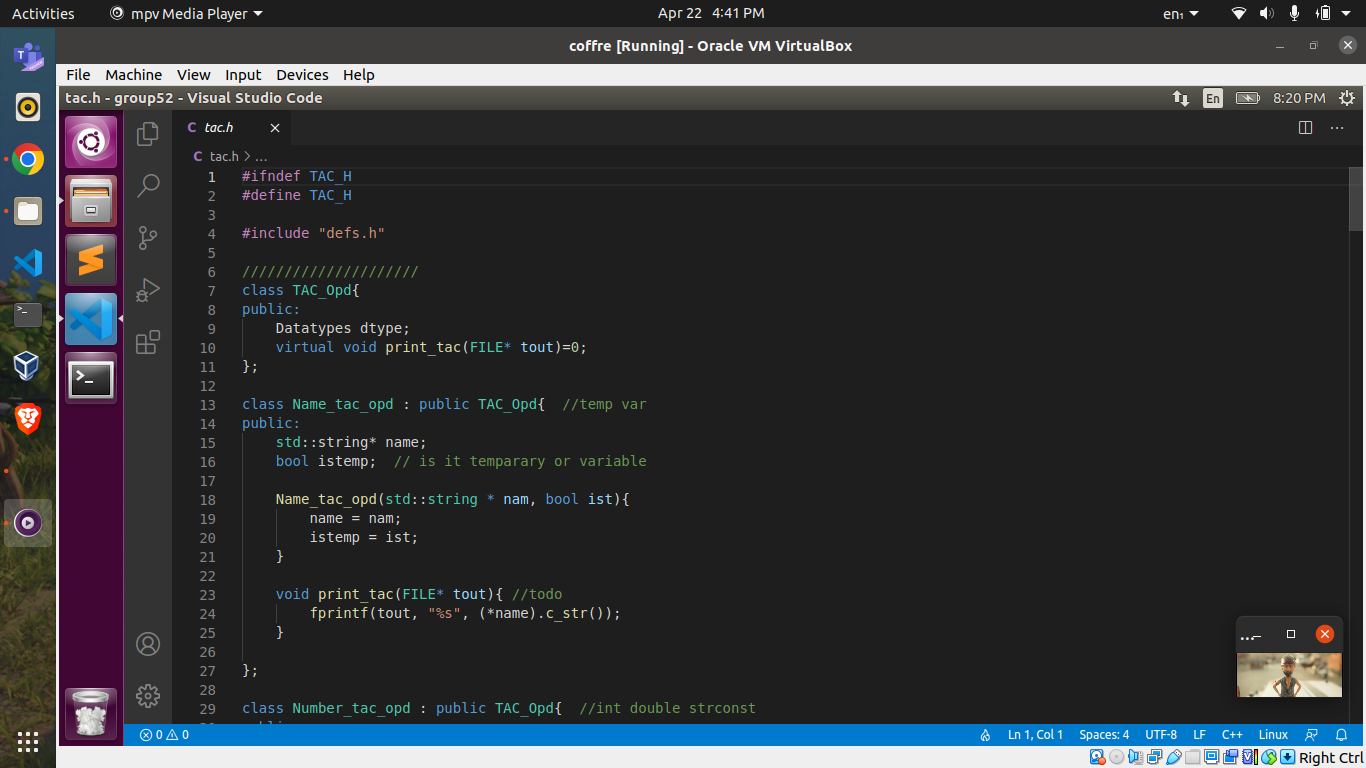 Activities
mpv Media Player
Apr 22 4:41 PM
en₁
coffre [Running] - Oracle VM VirtualBox
File Machine View Input Devices Help
tac.h - group52 - Visual Studio Code
En
8:20 PM
C tac.h
C tac.h > ...
1 #ifndef TAC_H
2 #define TAC_H
3
4 #include "defs.h"
5
6 /////////////////////
7 class TAC_Opd{
8 public:
9 Datatypes dtype;
10 virtual void print_tac(FILE* tout)=0;
11 };
12
13 class Name_tac_opd : public TAC_Opd{ //temp var
14 public:
15 std::string* name;
16 bool istemp; // is it temparary or variable
17
18 Name_tac_opd(std::string * nam, bool ist){
19 name = nam;
20 istemp = ist;
21 }
22
23 void print_tac(FILE* tout){ //todo
24 fprintf(tout, "%s", (*name).c_str());
25 }
26
27 };
28
29 class Number_tac_opd : public TAC_Opd{ //int double strconst
...
0 0
Ln 1, Col 1 Spaces: 4 UTF-8 LF C++ Linux
Right Ctrl